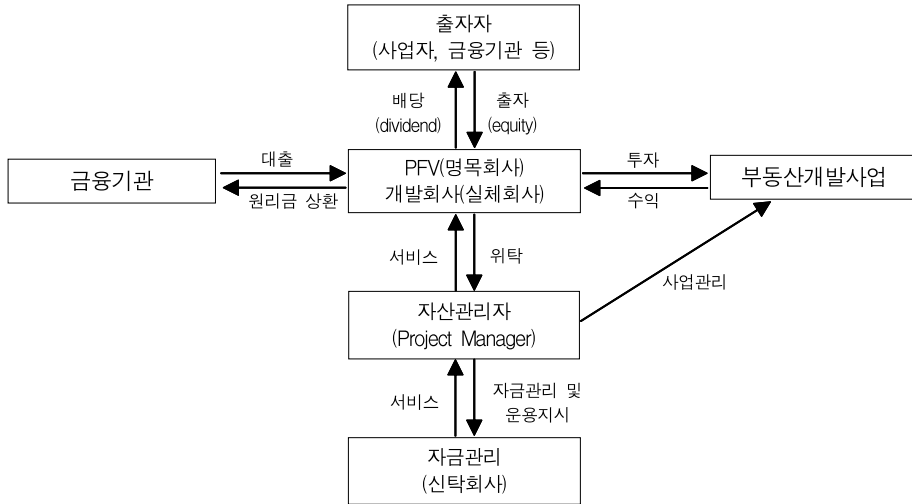 출자자
(사업자, 금융기관 등)
배당
(dividend)
출자
(equity)
대출
금융기관
원리금 상환
PFV(명목회사)
개발회사(실체회사)
투자
수익
부동산개발사업
서비스
위탁
사업관리
자산관리자
(Project Manager)
서비스
자금관리 및
운용지시
자금관리
(신탁회사)